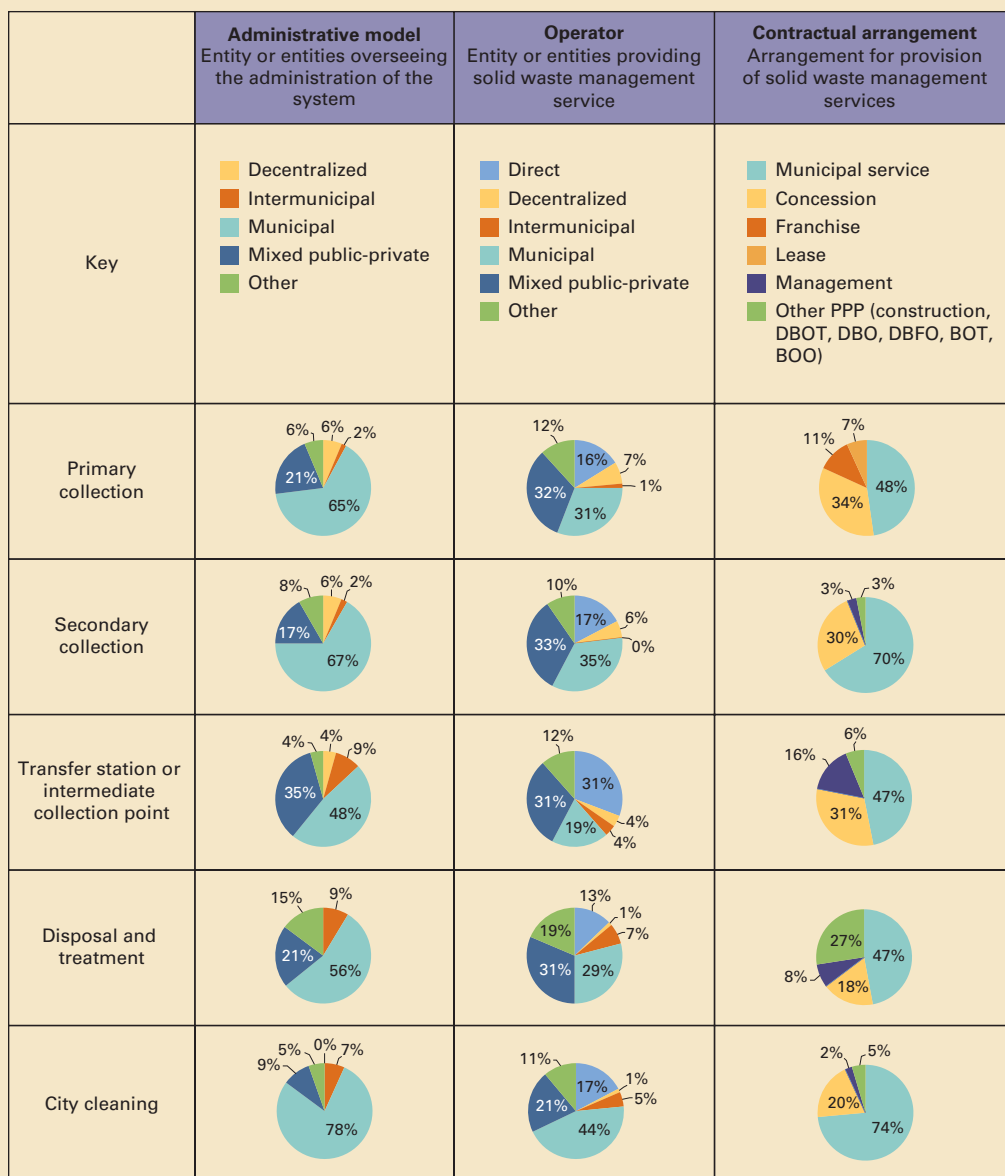 Administrative model
Entity or entities overseeing
the administration of the
system
Operator
Entity or entities providing
solid waste management
service
Contractual arrangement
Arrangement for provision
of solid waste management
services
Key
Decentralized
Intermunicipal
Municipal
Mixed public-private
Other
Direct
Decentralized
Intermunicipal
Municipal
Mixed public-private
Other
Municipal service
Concession
Franchise
Lease
Management
Other PPP (construction,
DBOT, DBO, DBFO, BOT,
BOO)
Primary
collection
6%
6%
2%
21%
65%
12%
16%
7%
1%
32%
31%
7%
11%
48%
34%
Secondary
collection
8%
6%
2%
17%
67%
10%
17%
6%
0%
33%
35%
3%
3%
30%
70%
Transfer station or
intermediate
collection point
4%
4%
9%
35%
48%
12%
31%
4%
4%
31%
19%
6%
16%
47%
31%
Disposal and
treatment
15%
9%
21%
56%
13%
1%
7%
19%
31%
29%
27%
47%
8%
18%
City cleaning
5%
0%
7%
9%
78%
11%
17%
1%
5%
21%
44%
2%
5%
20%
74%